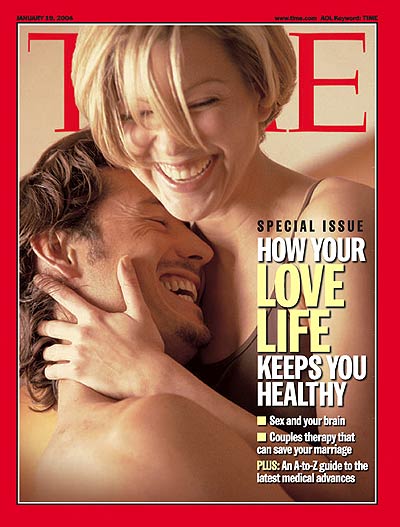 JANUARY 19, 2004 www.time.com AOL Keyword: TIME
TIME
SPECIAL ISSUE
HOW YOUR
LOVE
LIFE
KEEPS YOU
HEALTHY
■ Sex and your brain
■ Couples therapy that
can save your marriage
PLUS: An A-to-Z guide to the
latest medical advances